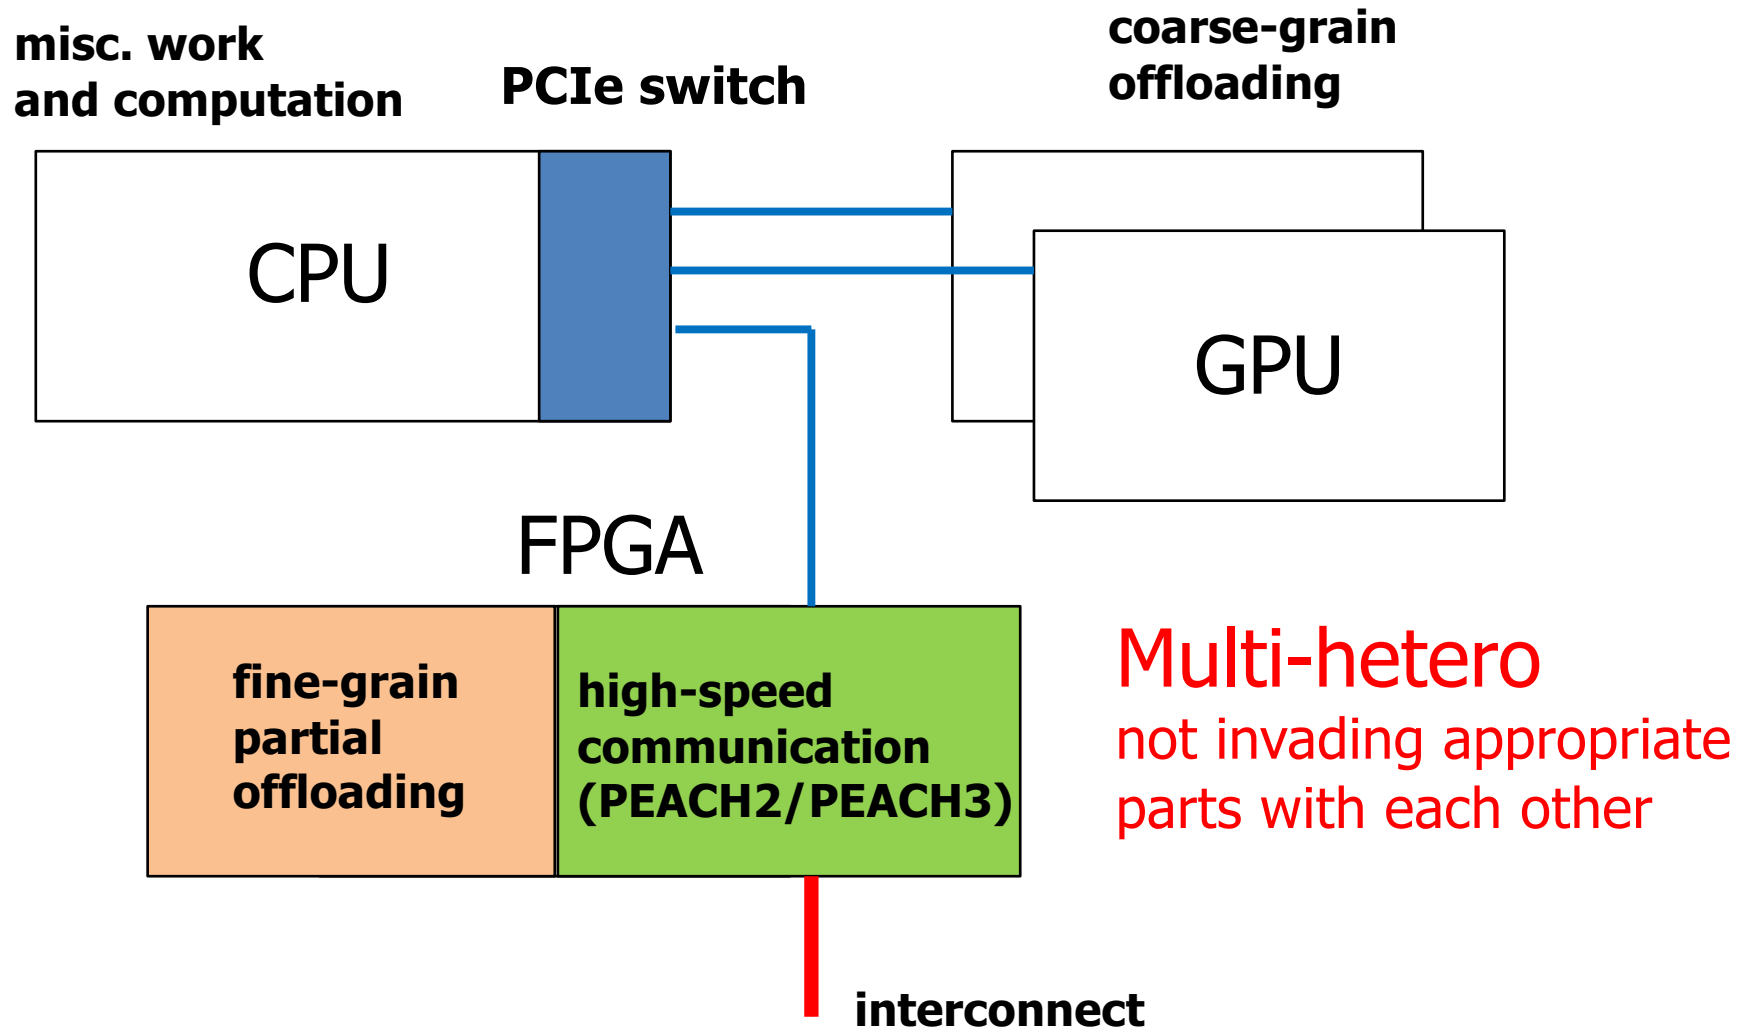 misc. work
and computation
PCIe switch
coarse-grain
offloading
CPU
GPU
FPGA
fine-grain
partial
offloading
high-speed
communication
(PEACH2/PEACH3)
Multi-hetero
not invading appropriate
parts with each other
interconnect